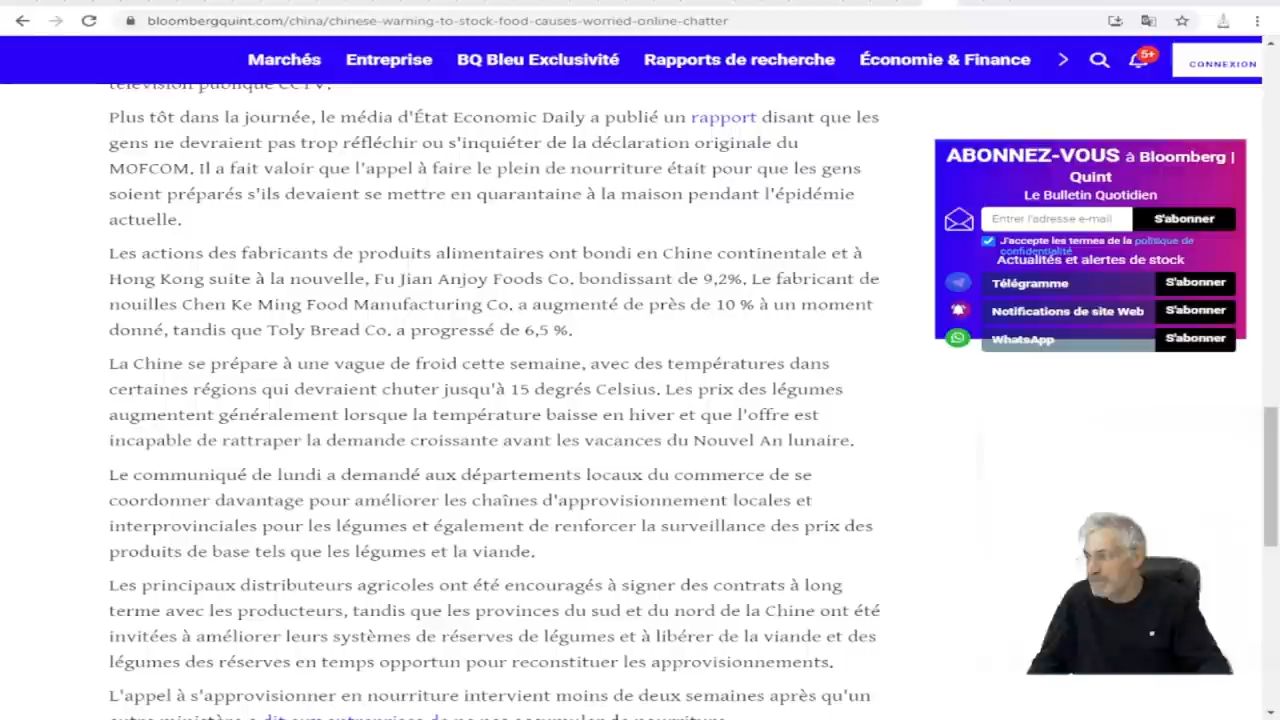 bloombergquint.com/china/chinese-warning-to-stock-food-causes-worried-online-chatter
Marchés Entreprise BQ Bleu Exclusivité Rapports de recherche Économie & Finance
5+
CONNEXION
télévision publique CCTV.
Plus tôt dans la journée, le média d'État Economic Daily a publié un rapport disant que les
gens ne devraient pas trop réfléchir ou s'inquiéter de la déclaration originale du
MOFCOM. Il a fait valoir que l'appel à faire le plein de nourriture était pour que les gens
soient préparés s'ils devaient se mettre en quarantaine à la maison pendant l'épidémie
actuelle.
Les actions des fabricants de produits alimentaires ont bondi en Chine continentale et à
Hong Kong suite à la nouvelle, Fu Jian Anjoy Foods Co. bondissant de 9,2%. Le fabricant de
nouilles Chen Ke Ming Food Manufacturing Co. a augmenté de près de 10 % à un moment
donné, tandis que Toly Bread Co. a progressé de 6,5 %.
La Chine se prépare à une vague de froid cette semaine, avec des températures dans
certaines régions qui devraient chuter jusqu'à 15 degrés Celsius. Les prix des légumes
augmentent généralement lorsque la température baisse en hiver et que l'offre est
incapable de rattraper la demande croissante avant les vacances du Nouvel An lunaire.
Le communiqué de lundi a demandé aux départements locaux du commerce de se
coordonner davantage pour améliorer les chaînes d'approvisionnement locales et
interprovinciales pour les légumes et également de renforcer la surveillance des prix des
produits de base tels que les légumes et la viande.
Les principaux distributeurs agricoles ont été encouragés à signer des contrats à long
terme avec les producteurs, tandis que les provinces du sud et du nord de la Chine ont été
invitées à améliorer leurs systèmes de réserves de légumes et à libérer de la viande et des
légumes des réserves en temps opportun pour reconstituer les approvisionnements.
L'appel à s'approvisionner en nourriture intervient moins de deux semaines après qu'un
autre ministère a dit aux entreprises de ne pas accumuler de nourriture.
ABONNEZ-VOUS à Bloomberg |
Quint
Le Bulletin Quotidien
Entrer l'adresse e-mail
S'abonner
J'accepte les termes de la politique de
confidentialité
Actualités et alertes de stock
Télégramme S'abonner
Notifications de site Web S'abonner
WhatsApp S'abonner